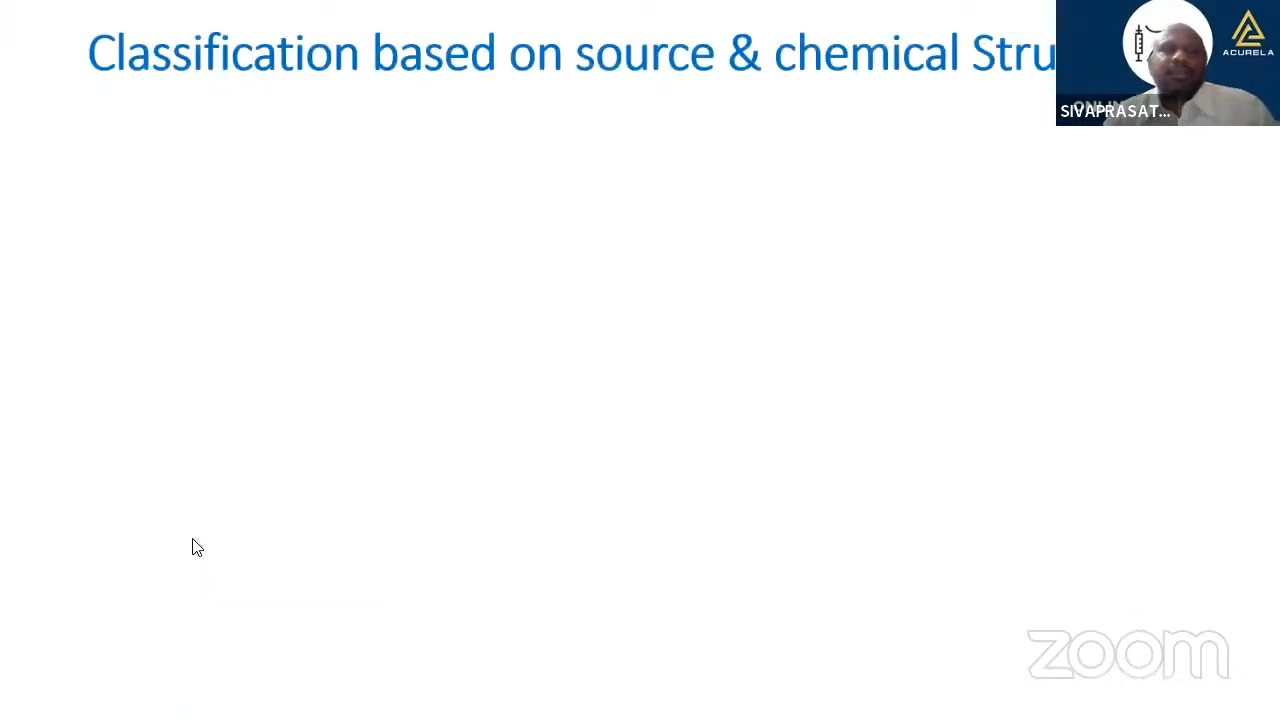 Classification based on source & chemical Stru
ACURELA
SIVAPRASAT...
zoom